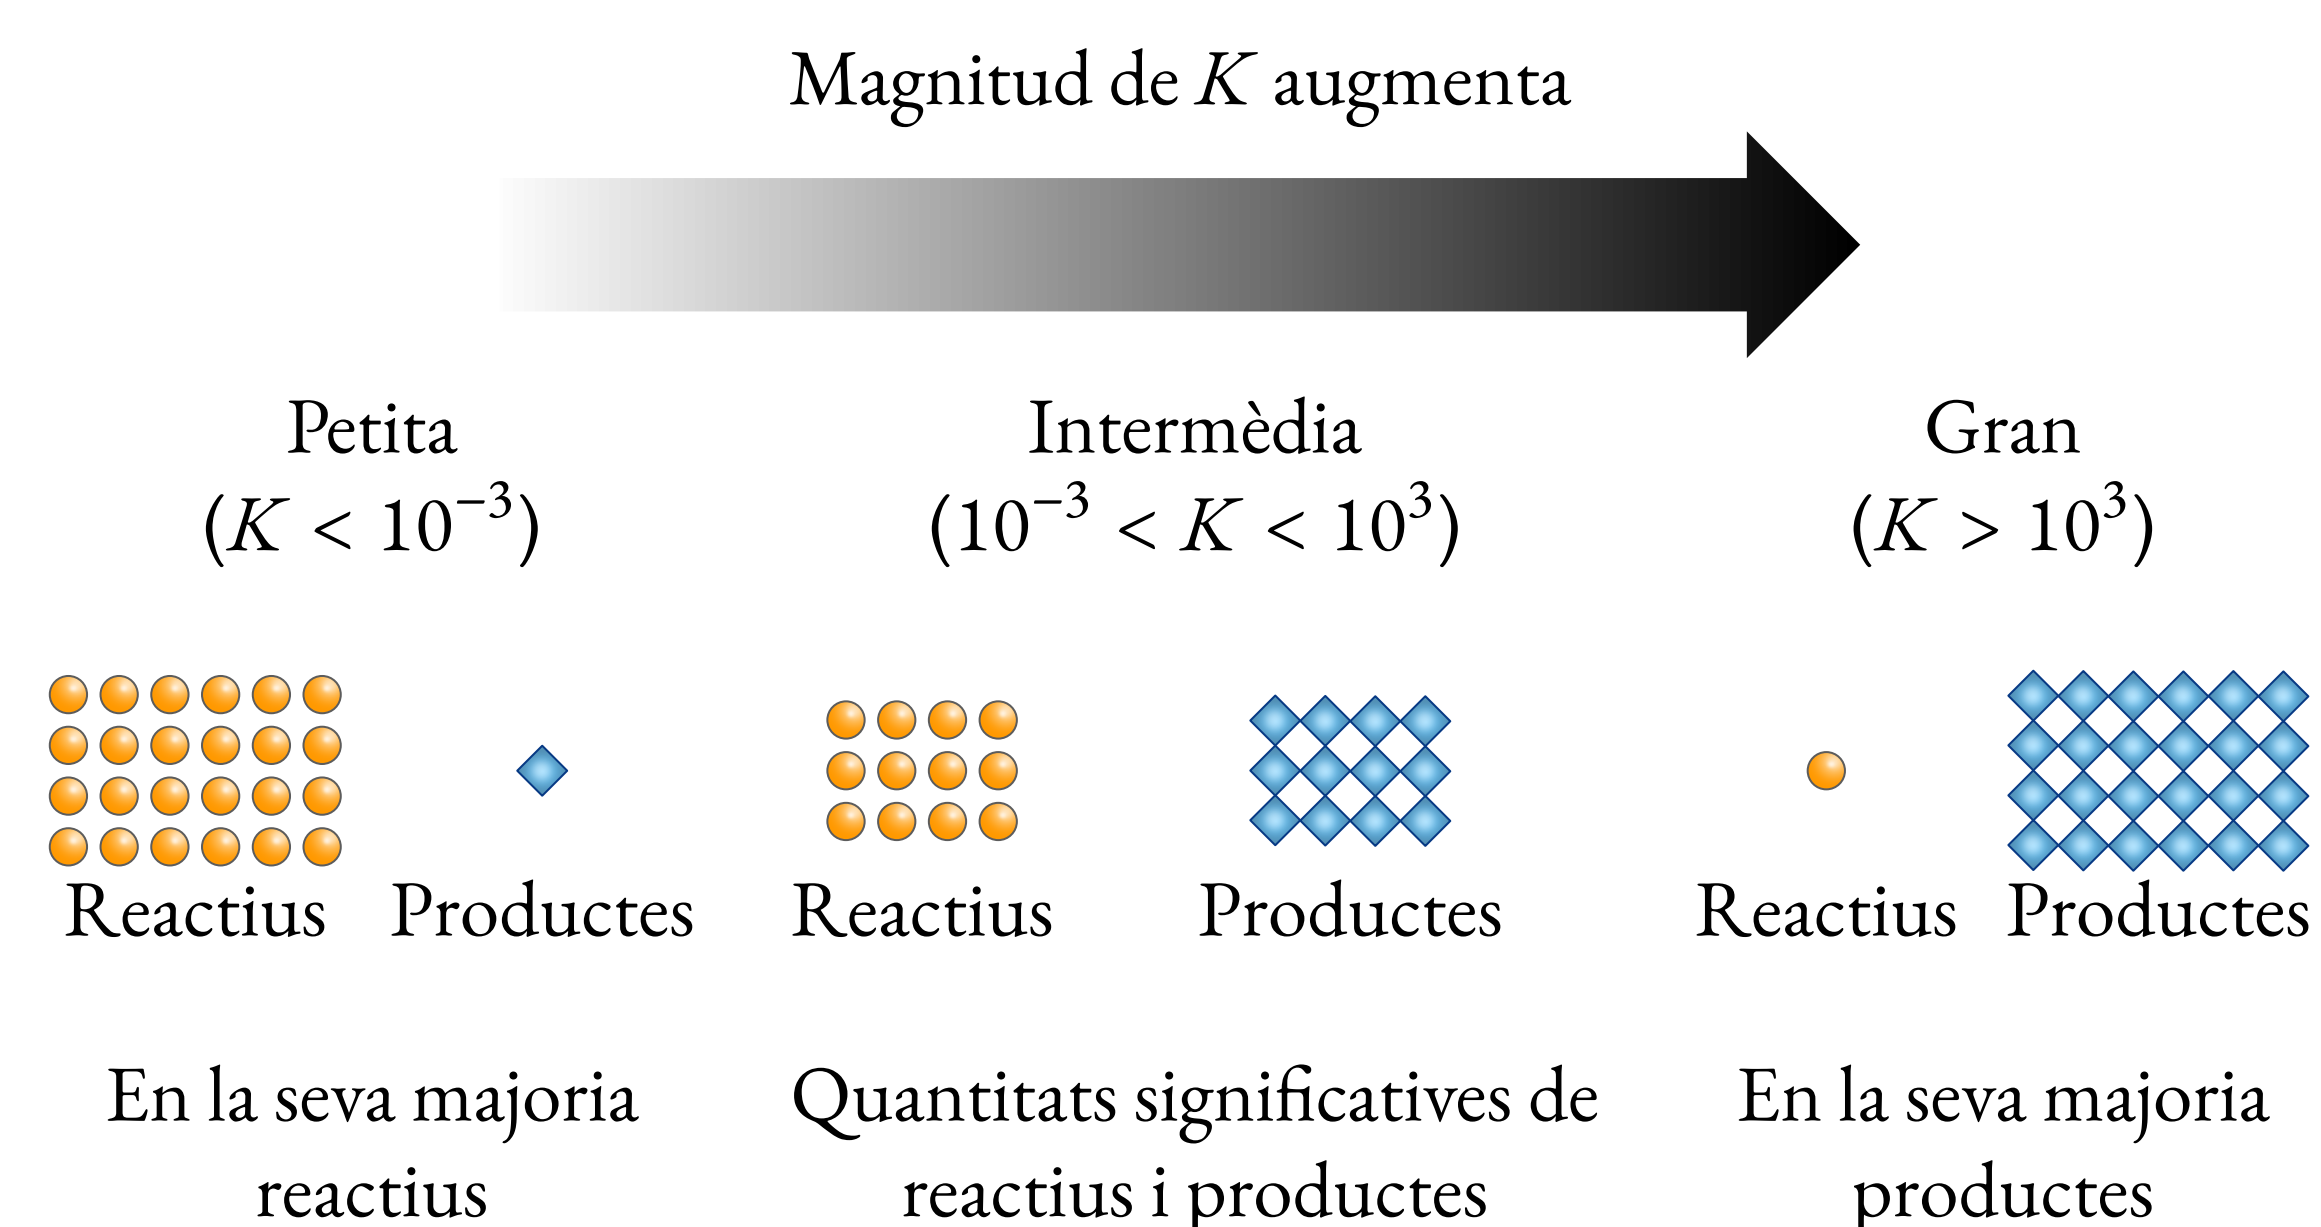 Magnitud de K augmenta
Petita
(K < 10⁻³)
Intermèdia
(10⁻³ < K < 10³)
Gran
(K > 10³)
Reactius
Productes
Reactius
Productes
Reactius
Productes
En la seva majoria
reactius
Quantitats significatives de
reactius i productes
En la seva majoria
productes